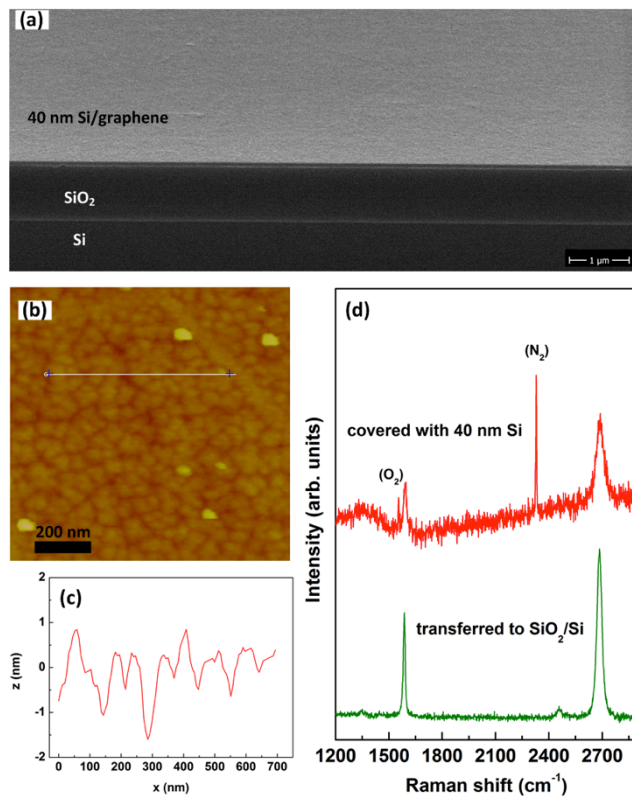 (a)
40 nm Si/graphene
SiO₂
Si
1 µm
(b)
200 nm
(c)
z (nm)
2
1
0
-1
-2
0 100 200 300 400 500 600 700
x (nm)
(d)
(N₂)
covered with 40 nm Si
(O₂)
transferred to SiO₂/Si
Intensity (arb. units)
1200 1500 1800 2100 2400 2700
Raman shift (cm⁻¹)